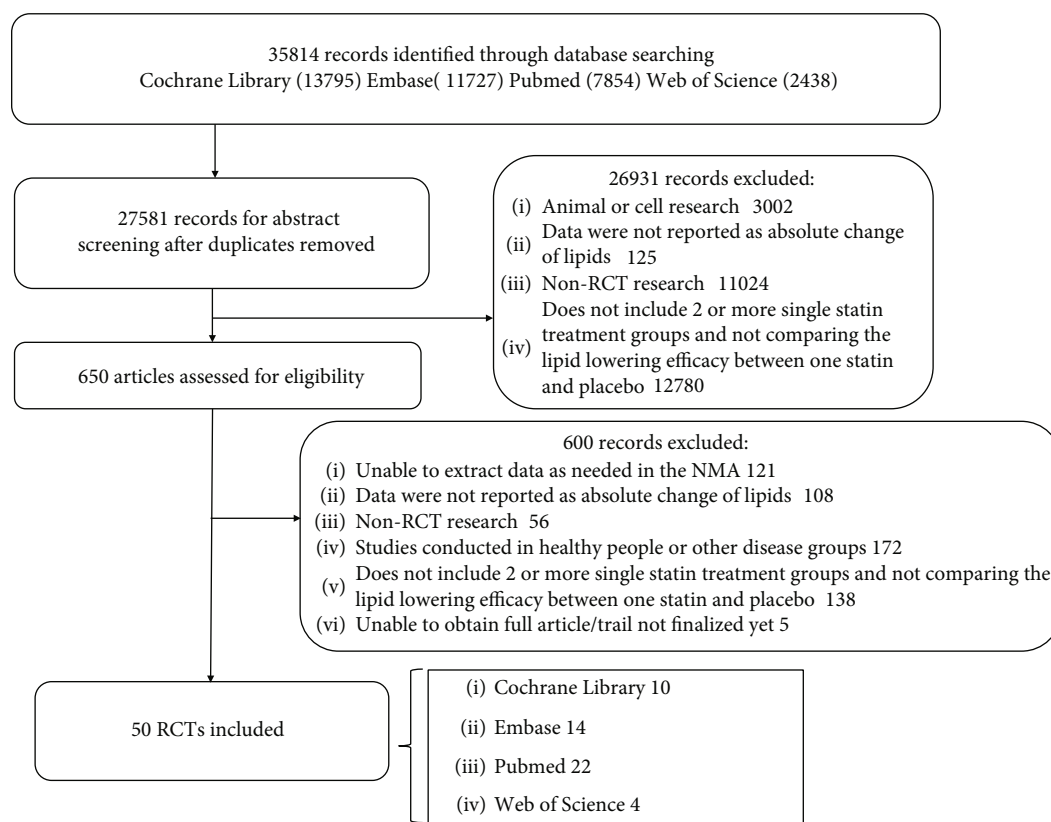 35814 records identified through database searching
Cochrane Library (13795) Embase( 11727) Pubmed (7854) Web of Science (2438)
27581 records for abstract
screening after duplicates removed
26931 records excluded:
(i) Animal or cell research 3002
(ii) Data were not reported as absolute change
of lipids 125
(iii) Non-RCT research 11024
(iv) Does not include 2 or more single statin
treatment groups and not comparing the
lipid lowering efficacy between one statin
and placebo 12780
650 articles assessed for eligibility
600 records excluded:
(i) Unable to extract data as needed in the NMA 121
(ii) Data were not reported as absolute change of lipids 108
(iii) Non-RCT research 56
(iv) Studies conducted in healthy people or other disease groups 172
(v) Does not include 2 or more single statin treatment groups and not comparing the
lipid lowering efficacy between one statin and placebo 138
(vi) Unable to obtain full article/trail not finalized yet 5
50 RCTs included
(i) Cochrane Library 10
(ii) Embase 14
(iii) Pubmed 22
(iv) Web of Science 4